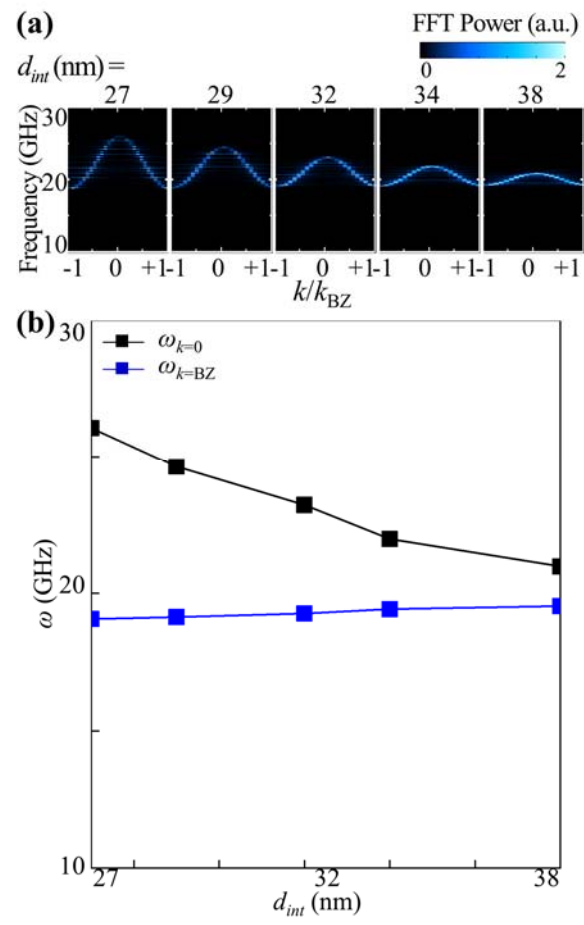 (a)
FFT Power (a.u.)
0 2
d_int (nm) =
27 29 32 34 38
Frequency (GHz)
30
20
10
-1 0 +1 -1 0 +1 -1 0 +1 -1 0 +1 -1 0 +1
k/k_BZ
(b)
30
ω_k=0
ω_k=BZ
ω (GHz)
20
10
27 32 38
d_int (nm)